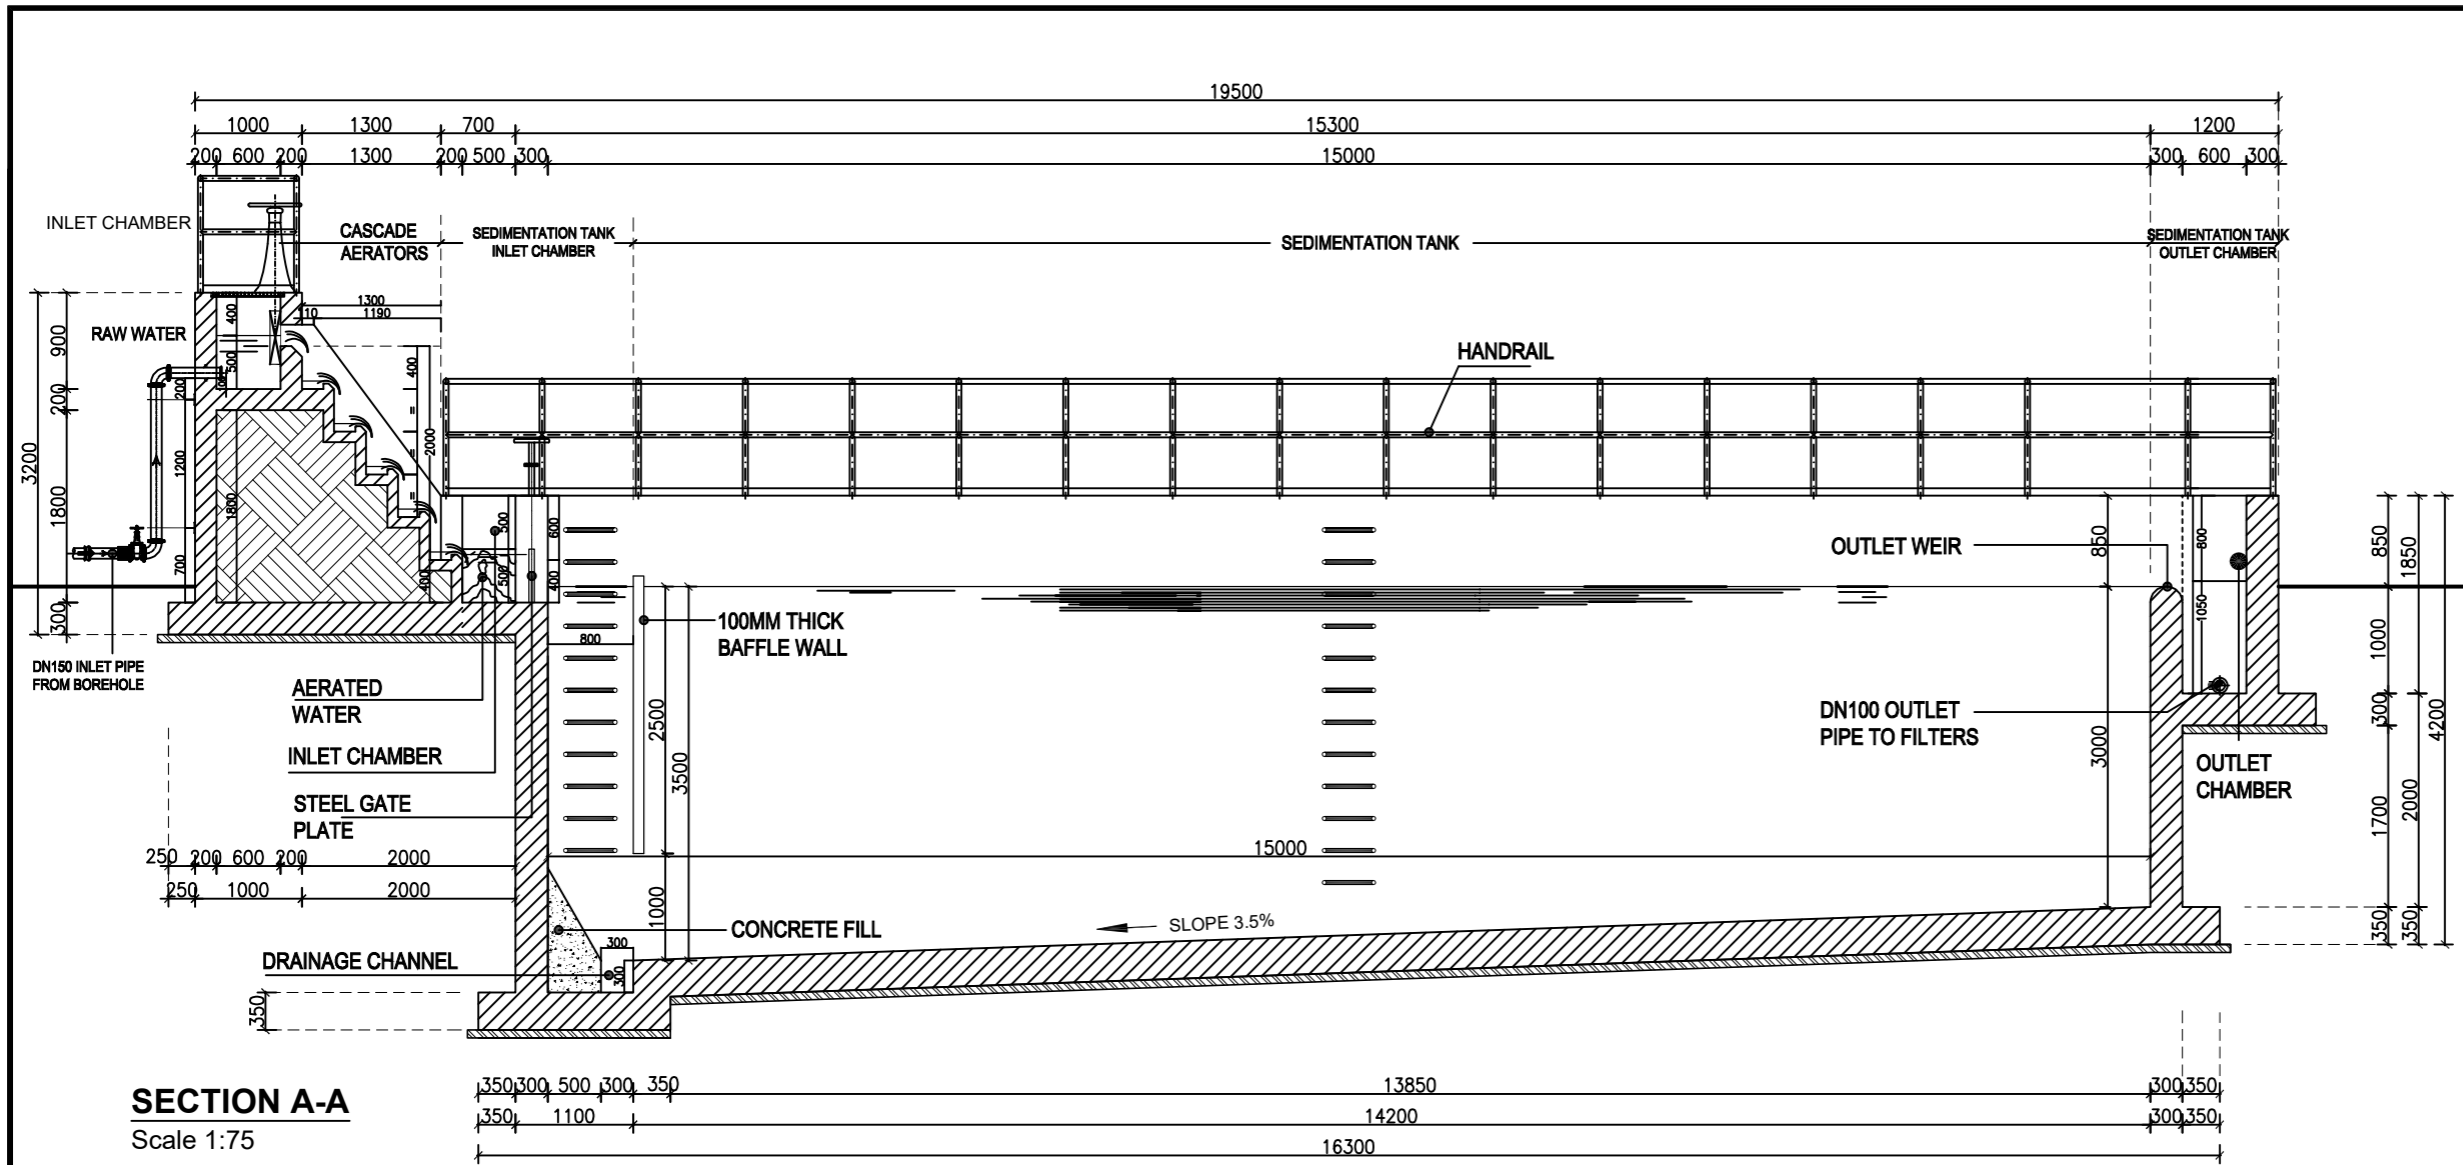 19500
1000 1300 700 15300 1200
200 600 200 1300 200 500 300 15000 300 600 300
INLET CHAMBER
CASCADE
AERATORS
SEDIMENTATION TANK
INLET CHAMBER
SEDIMENTATION TANK
SEDIMENTATION TANK
OUTLET CHAMBER
1300
110 1190
400
500
RAW WATER
900
200
1800
300
3200
200
1200
700
1800
400
2000
400
500
500
600
400
HANDRAIL
OUTLET WEIR
850
800
1050
850
1850
1000
300
4200
1700
2000
350
350
100MM THICK
BAFFLE WALL
800
DN150 INLET PIPE
FROM BOREHOLE
AERATED
WATER
INLET CHAMBER
STEEL GATE
PLATE
2500
3500
1000
3000
DN100 OUTLET
PIPE TO FILTERS
OUTLET
CHAMBER
15000
250 200 600 200 2000
250 1000 2000
CONCRETE FILL
SLOPE 3.5%
DRAINAGE CHANNEL
300
300
350
350 300 500 300 350 13850 300 350
350 1100 14200 300 350
16300
SECTION A-A
Scale 1:75